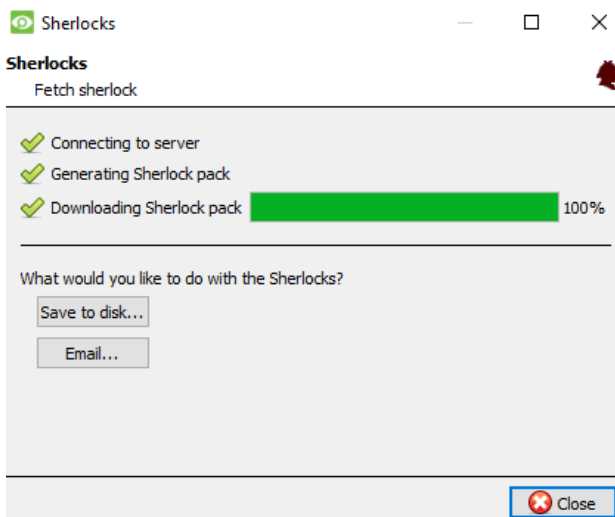 Sherlocks
Sherlocks
Fetch sherlock
Connecting to server
Generating Sherlock pack
Downloading Sherlock pack 100%
What would you like to do with the Sherlocks?
Save to disk...
Email...
Close